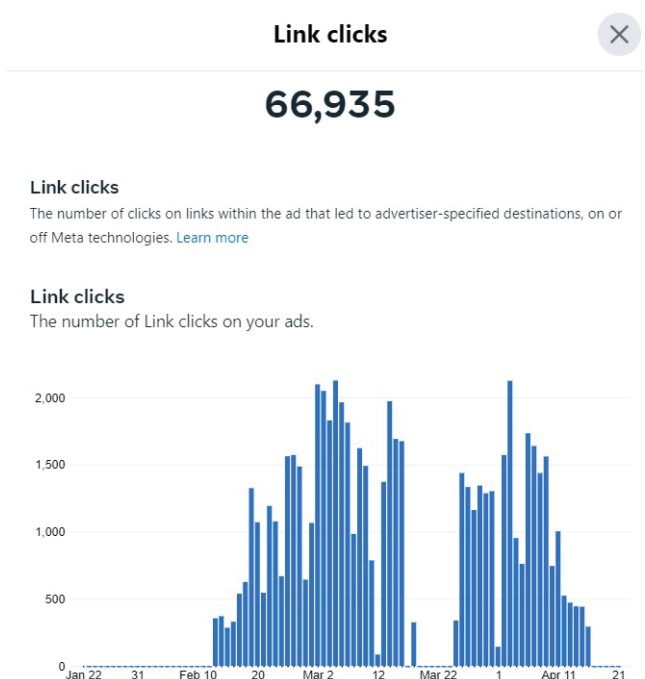 Link clicks
66,935
Link clicks
The number of clicks on links within the ad that led to advertiser-specified destinations, on or
off Meta technologies. Learn more
Link clicks
The number of Link clicks on your ads.
2,000
1,500
1,000
500
0
Jan 22 31 Feb 10 20 Mar 2 12 Mar 22 1 Apr 11 21